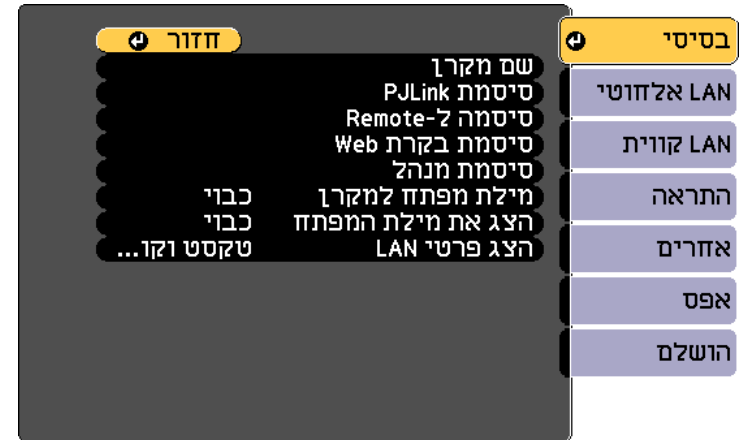 בסיסי
LAN אלחוטי
LAN קווית
התראה
אחרים
אפס
הושלם
חזור
שם מקרן
סיסמת PJLink
סיסמה ל-Remote
סיסמת בקרת Web
סיסמת מנהל
מילת מפתח למקרן כבוי
הצג את מילת המפתח כבוי
הצג פרטי LAN טקסט וקו...